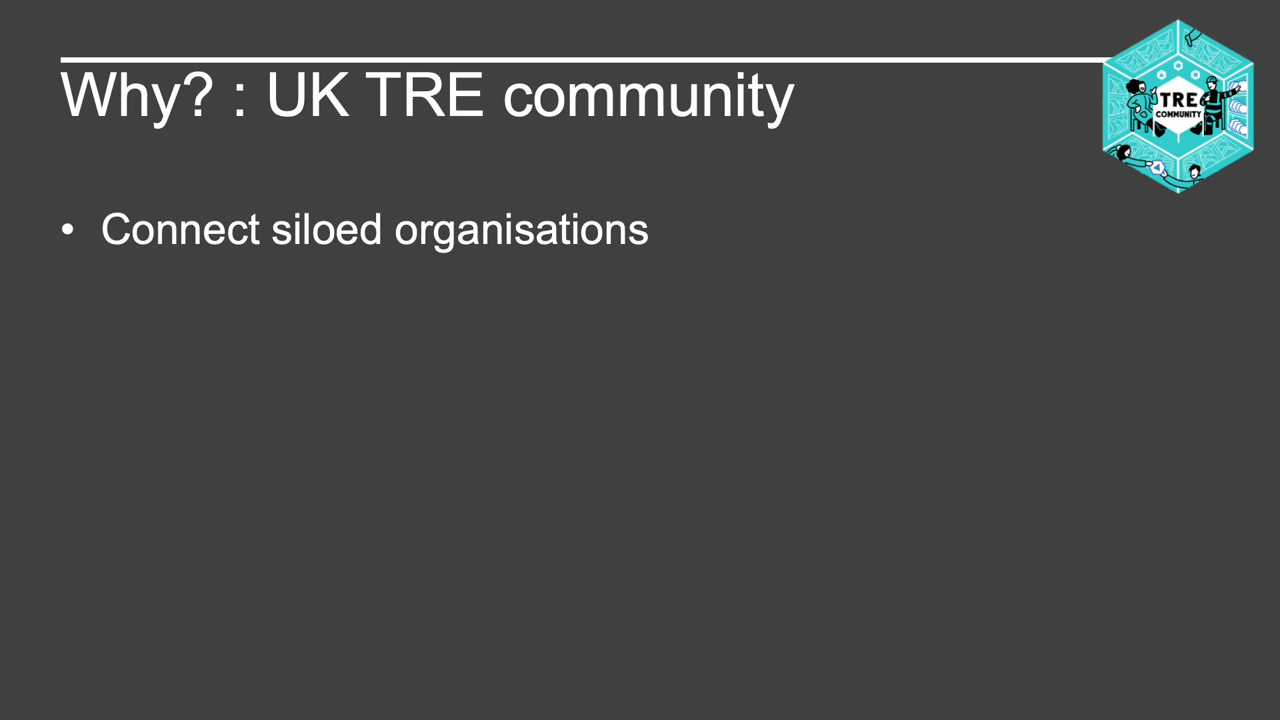 Why? : UK TRE community
TRE
COMMUNITY
• Connect siloed organisations